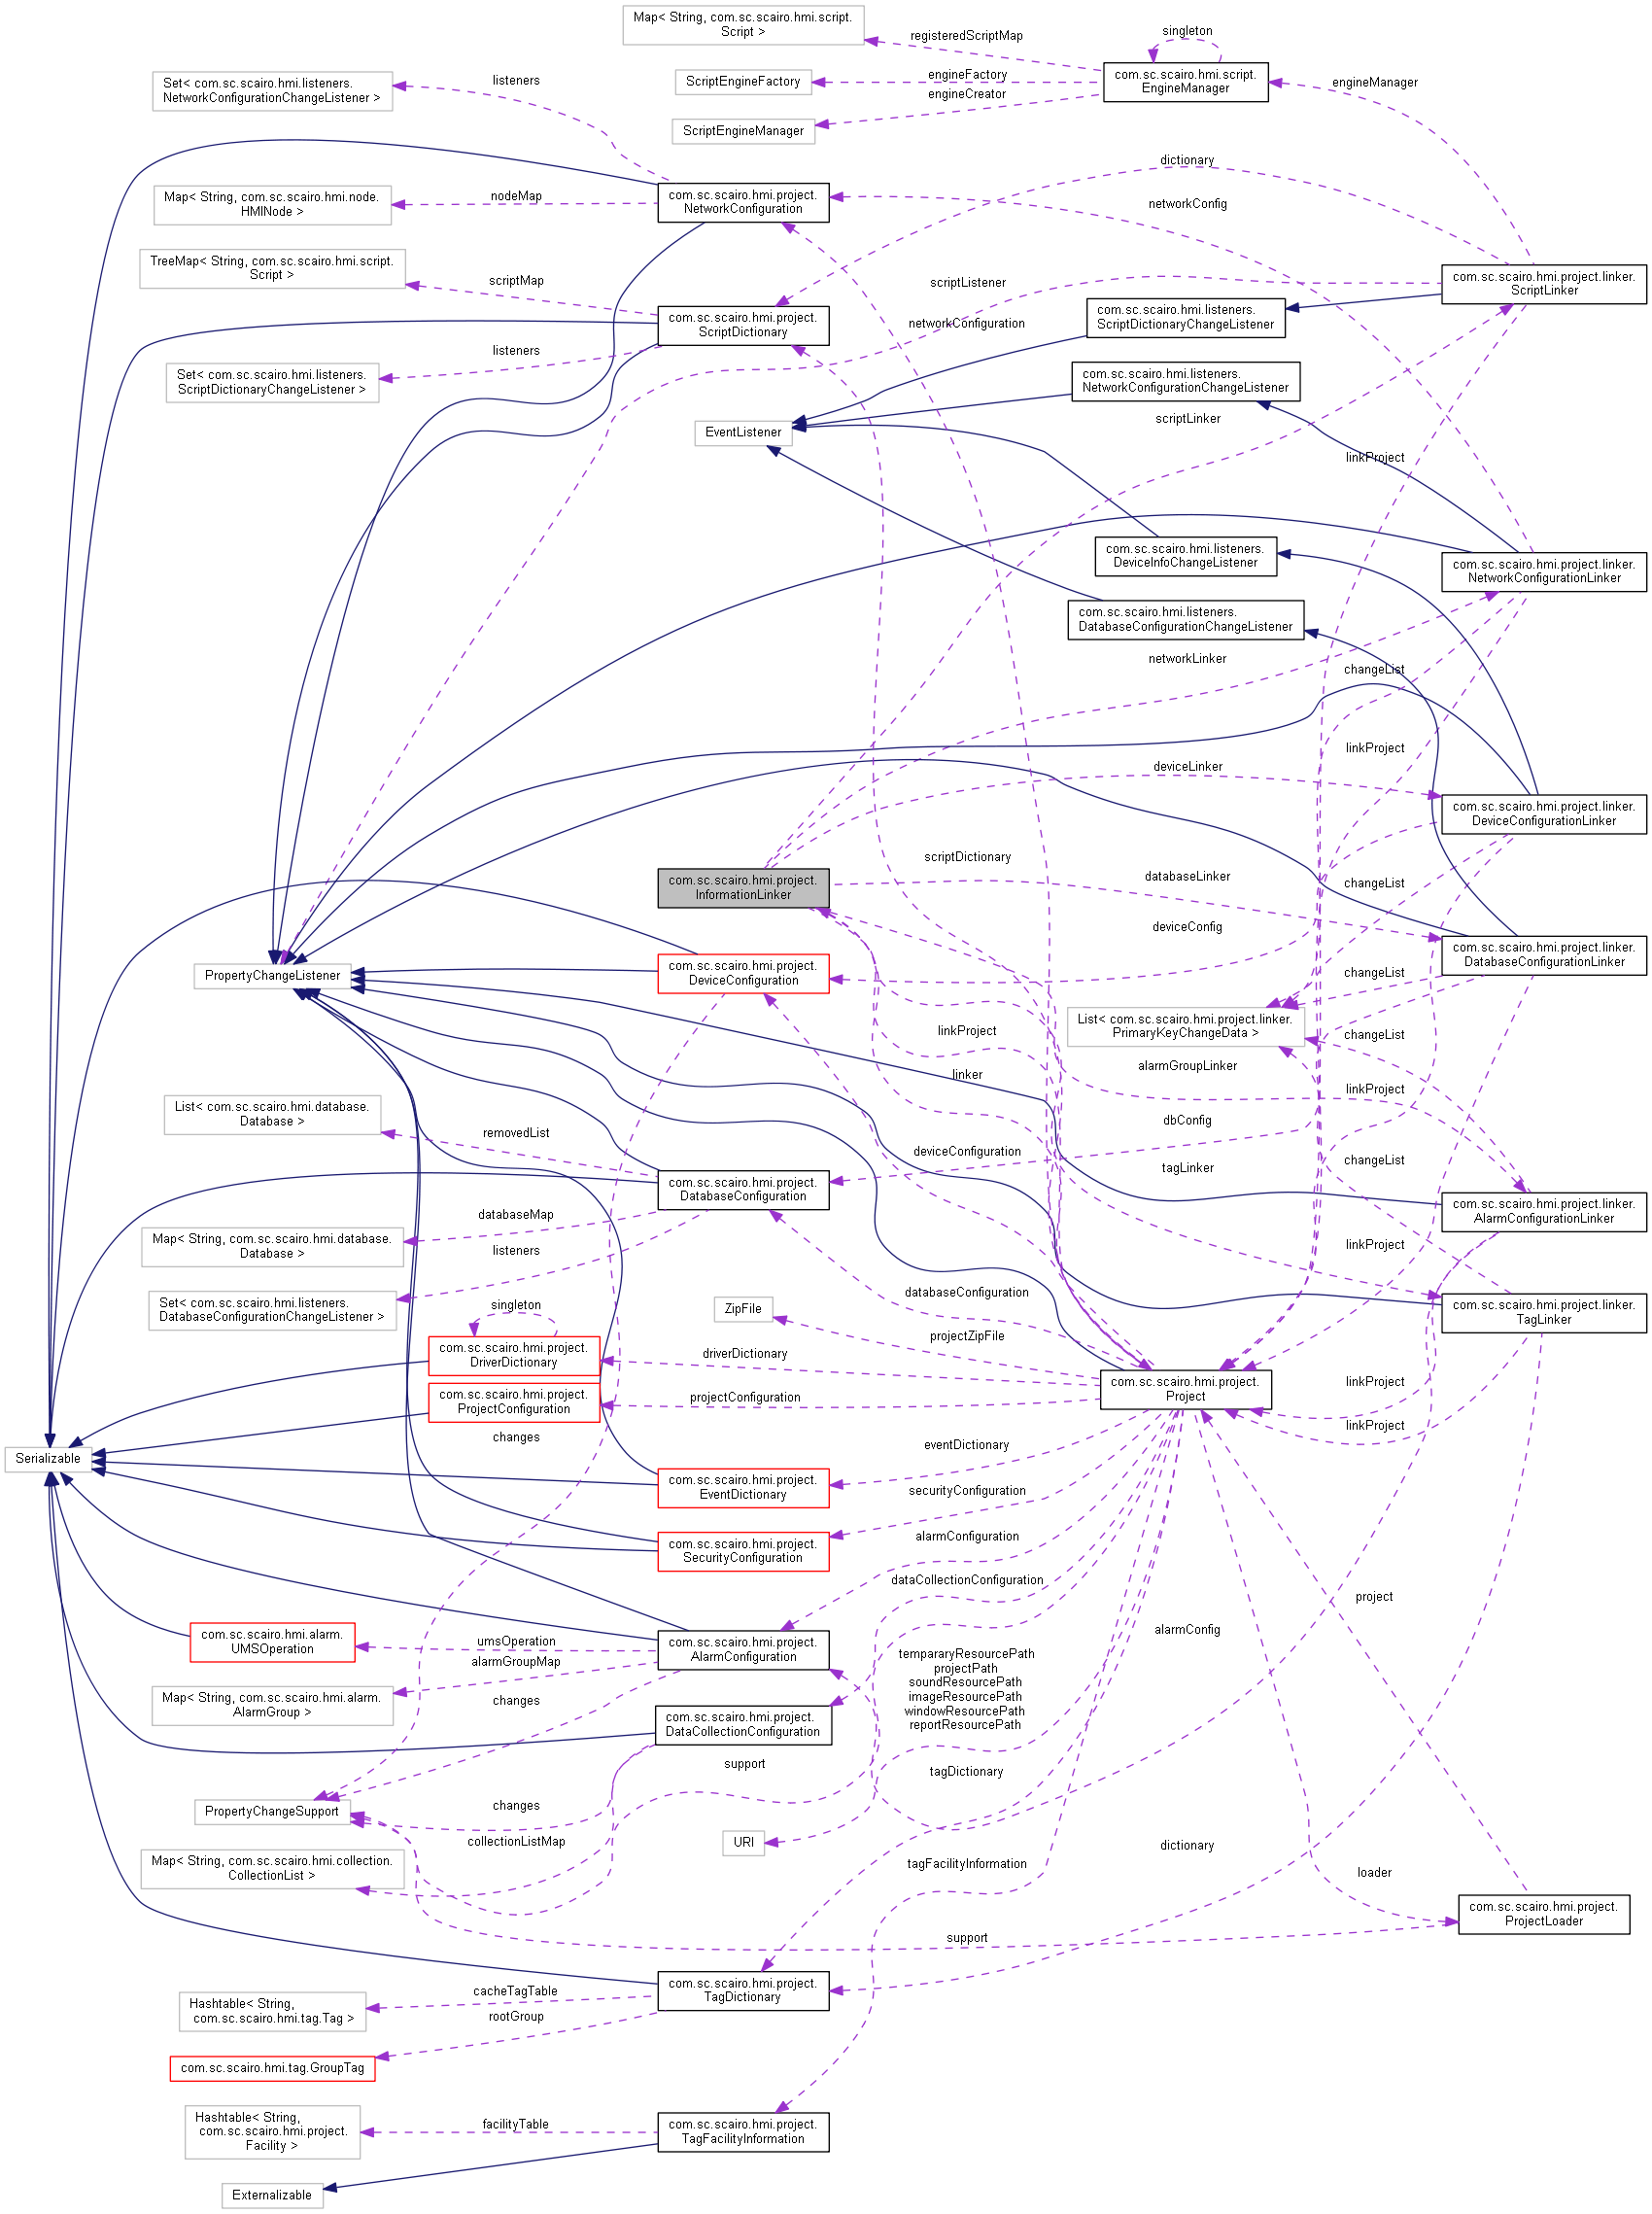 Map< String, com.sc.scairo.hmi.script.
Script >
registeredScriptMap
singleton
Set< com.sc.scairo.hmi.listeners.
NetworkConfigurationChangeListener >
listeners
ScriptEngineFactory
engineFactory
com.sc.scairo.hmi.script.
EngineManager
engineManager
engineCreator
ScriptEngineManager
dictionary
Map< String, com.sc.scairo.hmi.node.
HMINode >
nodeMap
com.sc.scairo.hmi.project.
NetworkConfiguration
networkConfig
TreeMap< String, com.sc.scairo.hmi.script.
Script >
scriptMap
scriptListener
com.sc.scairo.hmi.project.linker.
ScriptLinker
com.sc.scairo.hmi.project.
ScriptDictionary
networkConfiguration
com.sc.scairo.hmi.listeners.
ScriptDictionaryChangeListener
listeners
Set< com.sc.scairo.hmi.listeners.
ScriptDictionaryChangeListener >
com.sc.scairo.hmi.listeners.
NetworkConfigurationChangeListener
EventListener
scriptLinker
linkProject
com.sc.scairo.hmi.listeners.
DeviceInfoChangeListener
com.sc.scairo.hmi.project.linker.
NetworkConfigurationLinker
com.sc.scairo.hmi.listeners.
DatabaseConfigurationChangeListener
networkLinker
changeList
deviceLinker
linkProject
com.sc.scairo.hmi.project.linker.
DeviceConfigurationLinker
com.sc.scairo.hmi.project.
InformationLinker
scriptDictionary
databaseLinker
changeList
deviceConfig
com.sc.scairo.hmi.project.linker.
DatabaseConfigurationLinker
PropertyChangeListener
com.sc.scairo.hmi.project.
DeviceConfiguration
changeList
List< com.sc.scairo.hmi.project.linker.
PrimaryKeyChangeData >
linkProject
changeList
linker
alarmGroupLinker
linkProject
List< com.sc.scairo.hmi.database.
Database >
removedList
dbConfig
deviceConfiguration
tagLinker
changeList
com.sc.scairo.hmi.project.
DatabaseConfiguration
com.sc.scairo.hmi.project.linker.
AlarmConfigurationLinker
databaseMap
Map< String, com.sc.scairo.hmi.database.
Database >
listeners
linkProject
Set< com.sc.scairo.hmi.listeners.
DatabaseConfigurationChangeListener >
singleton
databaseConfiguration
ZipFile
com.sc.scairo.hmi.project.linker.
TagLinker
projectZipFile
com.sc.scairo.hmi.project.
DriverDictionary
driverDictionary
com.sc.scairo.hmi.project.
Project
linkProject
com.sc.scairo.hmi.project.
ProjectConfiguration
projectConfiguration
linkProject
changes
Serializable
eventDictionary
com.sc.scairo.hmi.project.
EventDictionary
securityConfiguration
com.sc.scairo.hmi.project.
SecurityConfiguration
alarmConfiguration
dataCollectionConfiguration
project
com.sc.scairo.hmi.alarm.
UMSOperation
umsOperation
com.sc.scairo.hmi.project.
AlarmConfiguration
alarmConfig
alarmGroupMap
Map< String, com.sc.scairo.hmi.alarm.
AlarmGroup >
changes
tempararyResourcePath
projectPath
soundResourcePath
imageResourcePath
windowResourcePath
reportResourcePath
com.sc.scairo.hmi.project.
DataCollectionConfiguration
support
tagDictionary
PropertyChangeSupport
changes
URI
collectionListMap
dictionary
Map< String, com.sc.scairo.hmi.collection.
CollectionList >
tagFacilityInformation
loader
com.sc.scairo.hmi.project.
ProjectLoader
support
com.sc.scairo.hmi.project.
TagDictionary
cacheTagTable
Hashtable< String,
com.sc.scairo.hmi.tag.Tag >
rootGroup
com.sc.scairo.hmi.tag.GroupTag
Hashtable< String,
com.sc.scairo.hmi.project.
Facility >
facilityTable
com.sc.scairo.hmi.project.
TagFacilityInformation
Externalizable